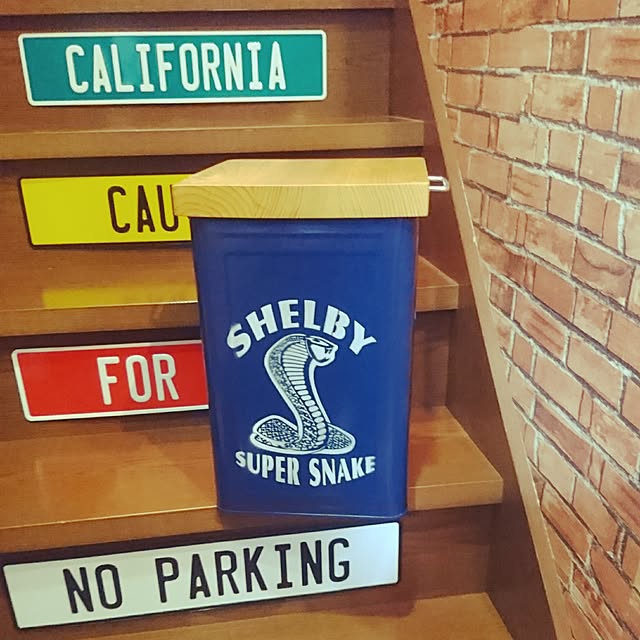 CALIFORNIA
CAU
SHELBY
FOR
SUPER SNAKE
NO PARKING